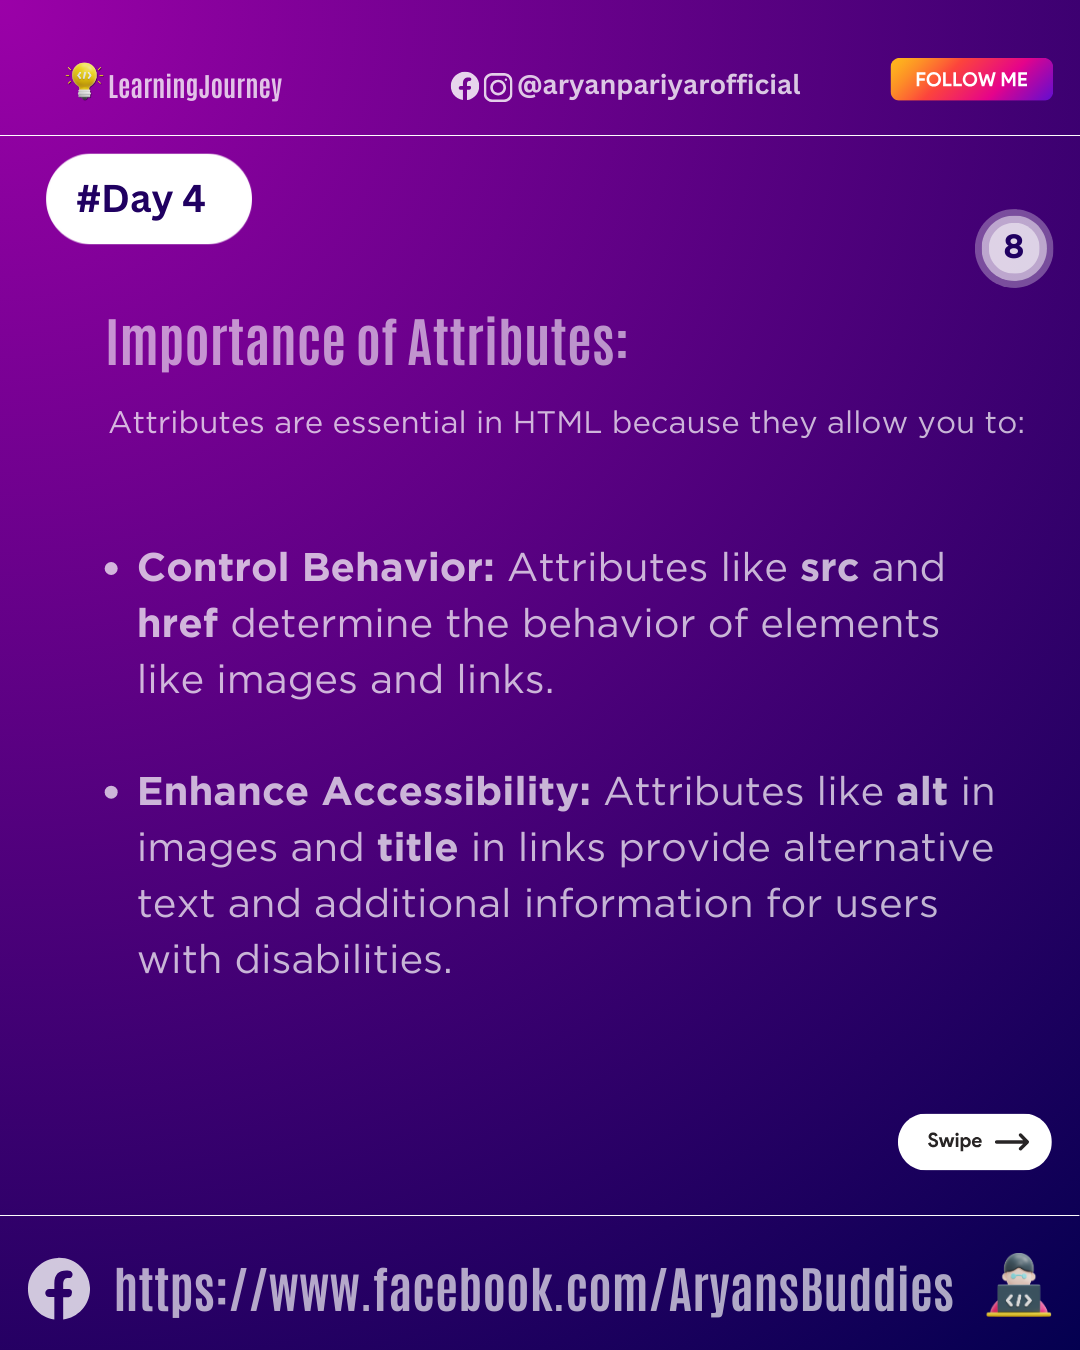 LearningJourney
@aryanpariyarofficial
FOLLOW ME
#Day 4
8
Importance of Attributes:
Attributes are essential in HTML because they allow you to:
• Control Behavior: Attributes like src and
href determine the behavior of elements
like images and links.
• Enhance Accessibility: Attributes like alt in
images and title in links provide alternative
text and additional information for users
with disabilities.
Swipe
https://www.facebook.com/AryansBuddies